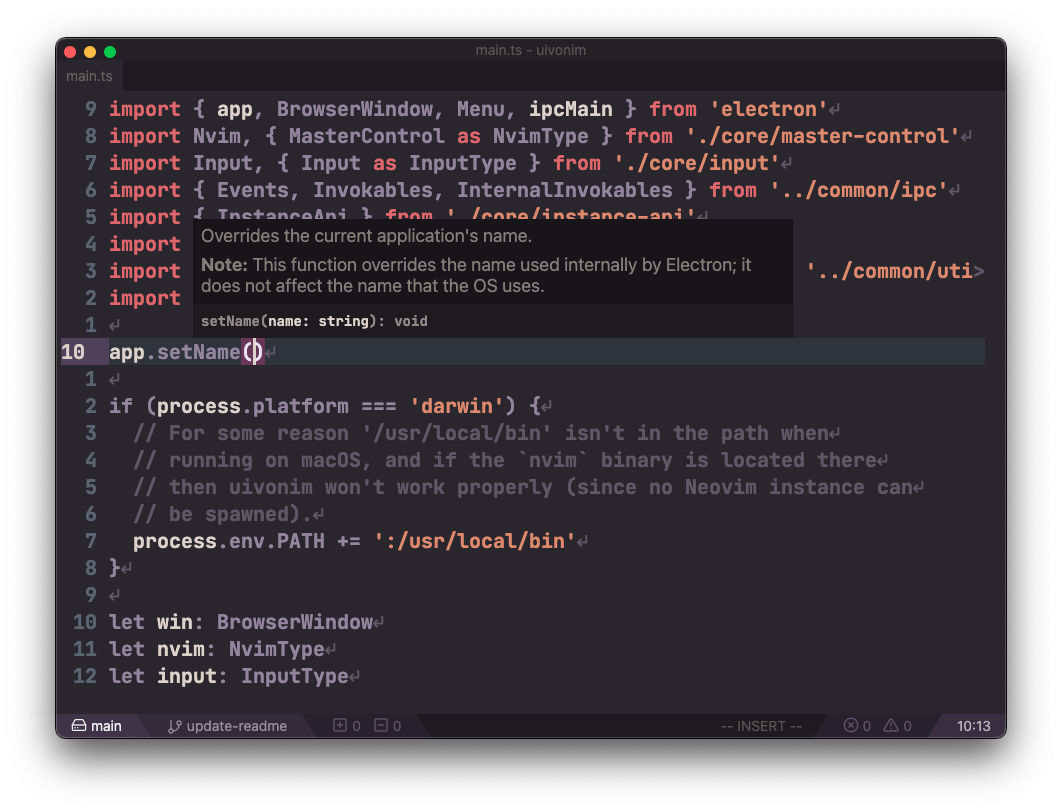 main.ts – uivonim
main.ts
9 import { app, BrowserWindow, Menu, ipcMain } from 'electron'↵
8 import Nvim, { MasterControl as NvimType } from './core/master-control'↵
7 import Input, { Input as InputType } from './core/input'↵
6 import { Events, Invokables, InternalInvokables } from '../common/ipc'↵
5 import { InstanceApi } from './core/instance-api'↵
Overrides the current application's name.
4 import
Note: This function overrides the name used internally by Electron; it
3 import '../common/uti>
does not affect the name that the OS uses.
2 import
setName(name: string): void
1 ↵
10 app.setName()↵
1 ↵
2 if (process.platform === 'darwin') {↵
3 // For some reason '/usr/local/bin' isn't in the path when↵
4 // running on macOS, and if the `nvim` binary is located there↵
5 // then uivonim won't work properly (since no Neovim instance can↵
6 // be spawned).↵
7 process.env.PATH += ':/usr/local/bin'↵
8 }↵
9 ↵
10 let win: BrowserWindow↵
11 let nvim: NvimType↵
12 let input: InputType↵
main update-readme 0 0 -- INSERT -- 0 0 10:13